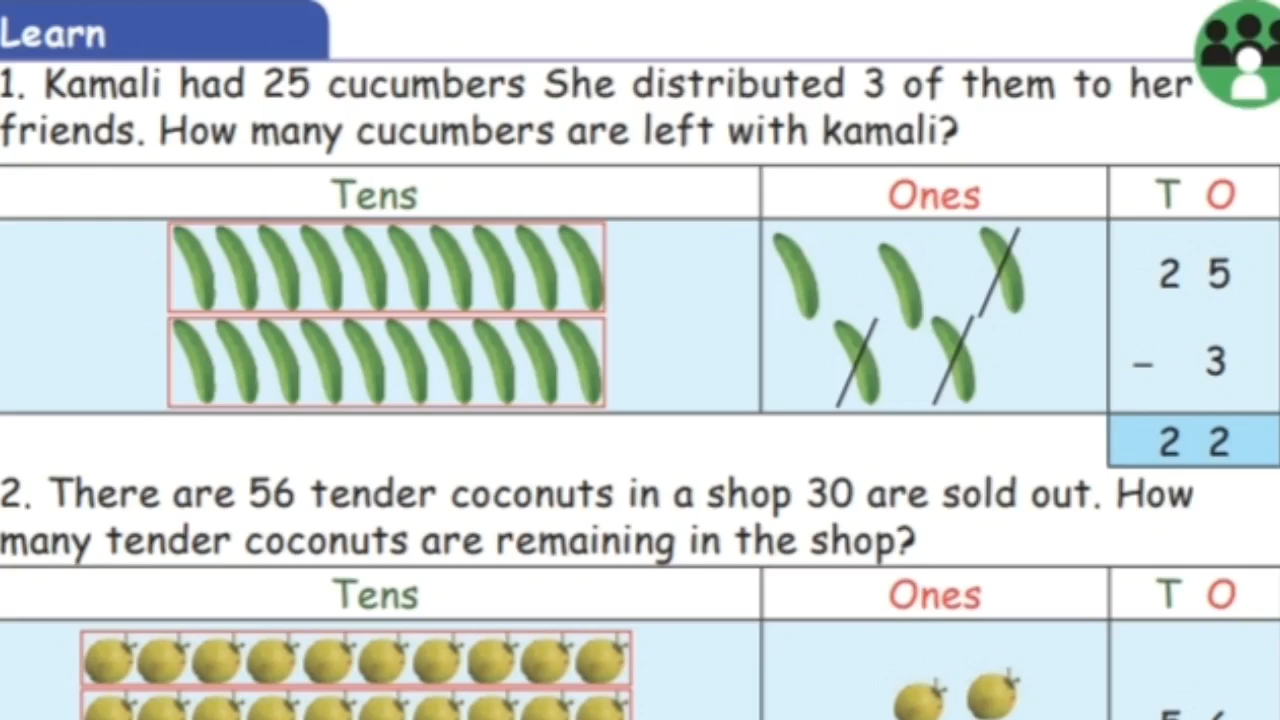 Learn
1. Kamali had 25 cucumbers She distributed 3 of them to her
friends. How many cucumbers are left with kamali?
Tens Ones T O
2 5
– 3
2 2
2. There are 56 tender coconuts in a shop 30 are sold out. How
many tender coconuts are remaining in the shop?
Tens Ones T O